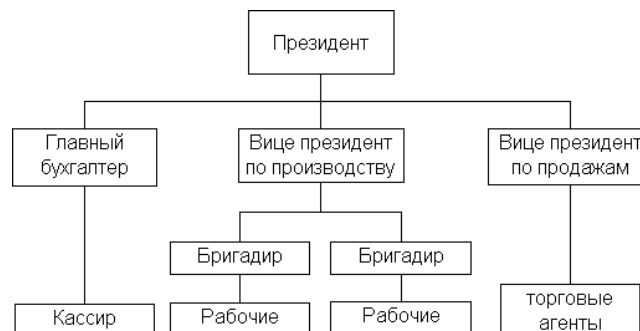 Президент
Главный
бухгалтер
Вице президент
по производству
Вице президент
по продажам
Бригадир
Бригадир
Кассир
Рабочие
Рабочие
торговые
агенты